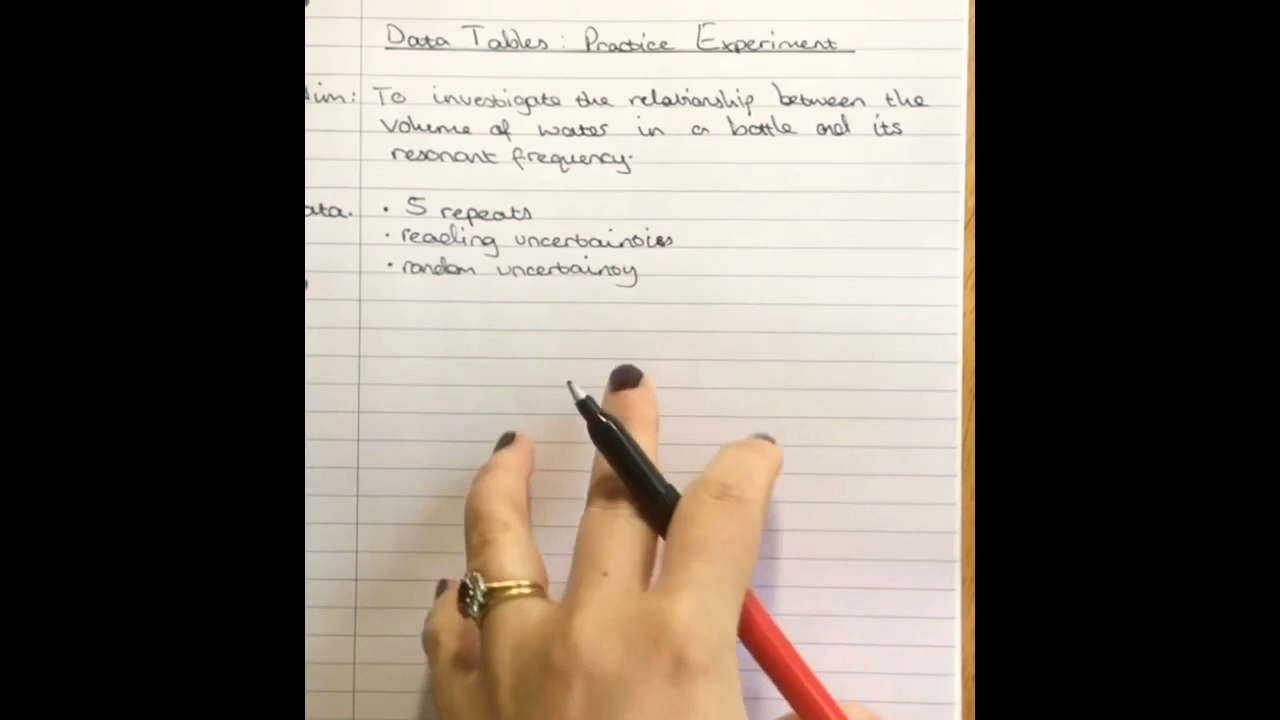 Data Tables : Practice Experiment
Aim: To investigate the relationship between the
volume of water in a bottle and its
resonant frequency.
ata. · 5 repeats
· reading uncertainties
· random uncertainty